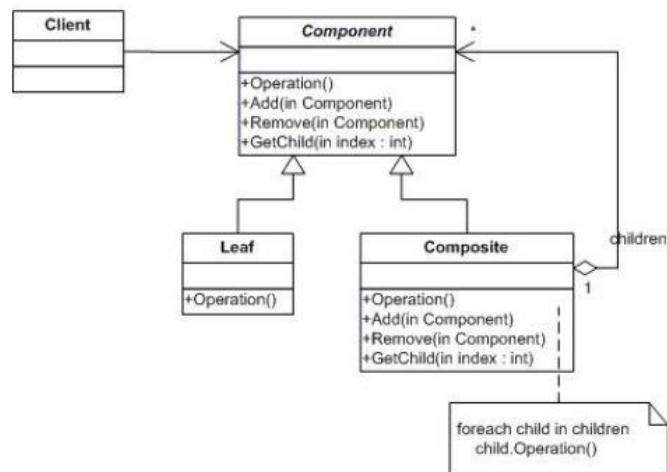 Client
Component
*
+Operation()
+Add(in Component)
+Remove(in Component)
+GetChild(in index : int)
Leaf
+Operation()
Composite
+Operation()
+Add(in Component)
+Remove(in Component)
+GetChild(in index : int)
children
1
foreach child in children
child.Operation()